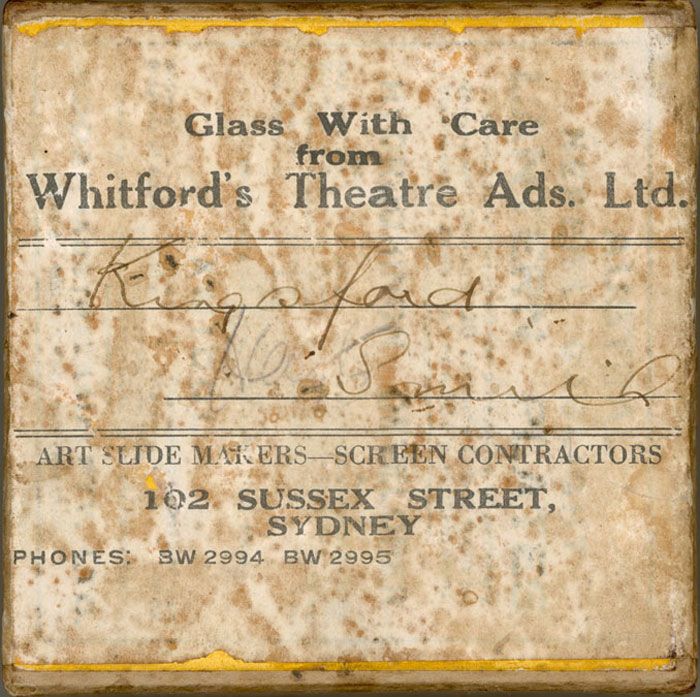 Glass With Care
from
Whitford's Theatre Ads. Ltd.
Kingsford
Smith
ART SLIDE MAKERS—SCREEN CONTRACTORS
102 SUSSEX STREET,
SYDNEY
PHONES: BW 2994 BW 2995